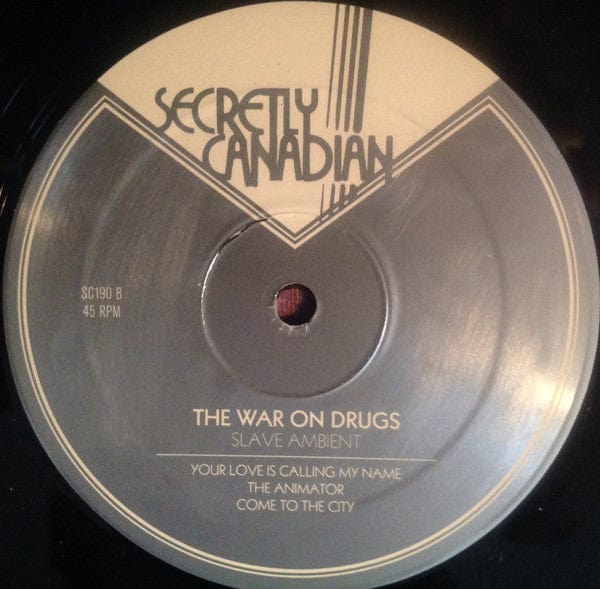 SECRETLY
CANADIAN
SC190 B
45 RPM
THE WAR ON DRUGS
SLAVE AMBIENT
YOUR LOVE IS CALLING MY NAME
THE ANIMATOR
COME TO THE CITY